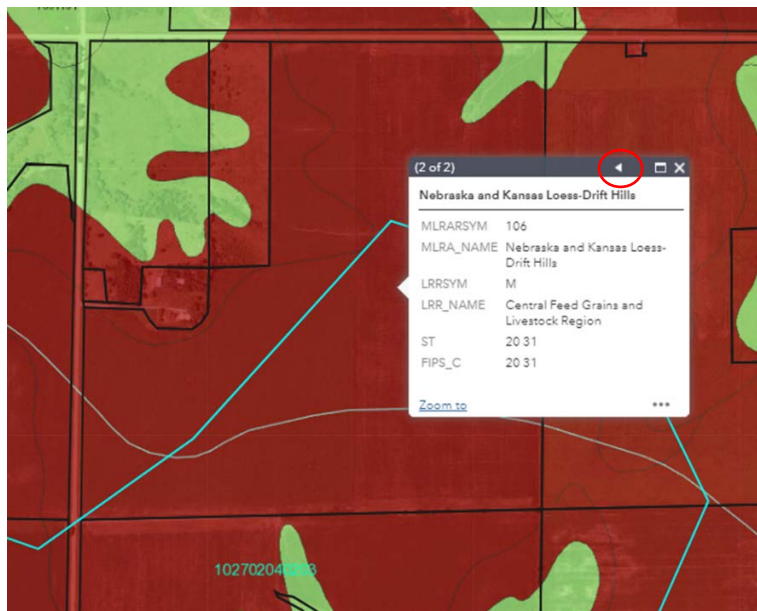 (2 of 2)
Nebraska and Kansas Loess-Drift Hills
MLRARSYM 106
MLRA_NAME Nebraska and Kansas Loess-
Drift Hills
LRRSYM M
LRR_NAME Central Feed Grains and
Livestock Region
ST 20 31
FIPS_C 20 31
Zoom to